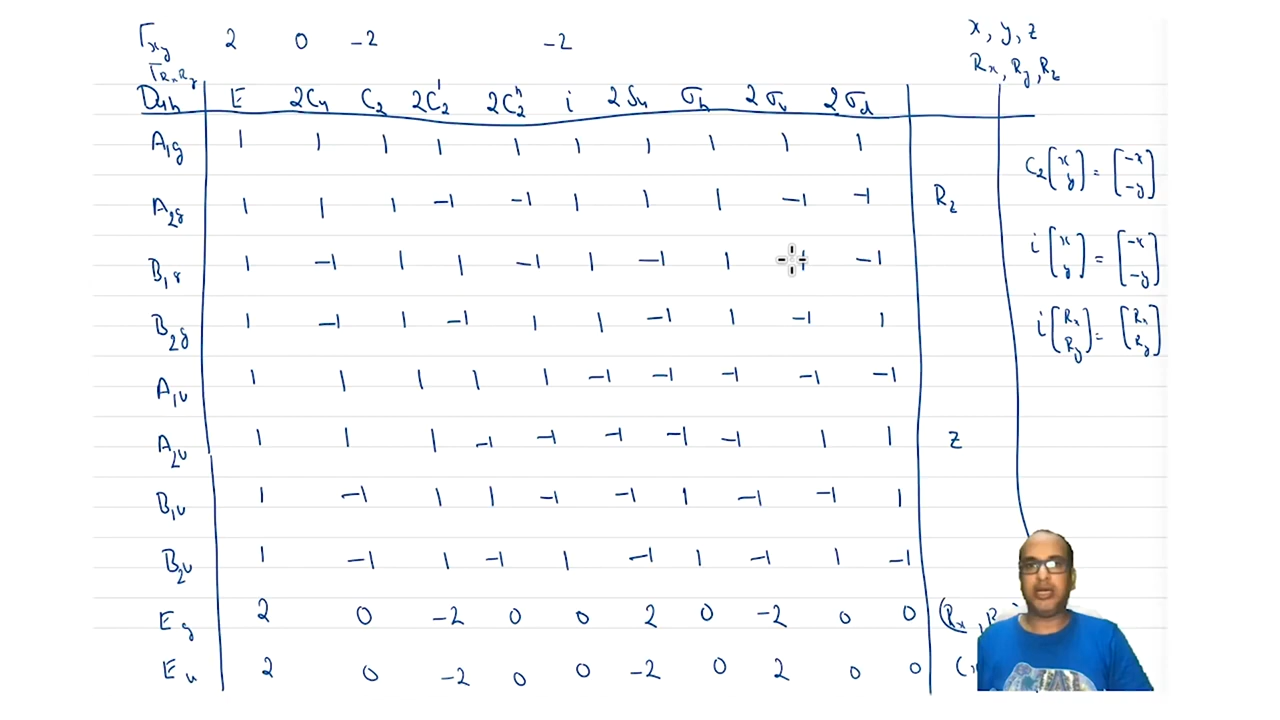 Γxy 2 0 -2 -2 x, y, z
ΓRxRy Rx, Ry, Rz
D4h E 2C4 C2 2C2' 2C2" i 2S4 σh 2σv 2σd
A1g 1 1 1 1 1 1 1 1 1 1
C2 [x y] = [-x -y]
A2g 1 1 1 -1 -1 1 1 1 -1 -1 Rz
B1g 1 -1 1 1 -1 1 -1 1 1 -1
i [x y] = [-x -y]
B2g 1 -1 1 -1 1 1 -1 1 -1 1
i [Rx Ry] = [Rx Ry]
A1u 1 1 1 1 1 -1 -1 -1 -1 -1
A2u 1 1 1 -1 -1 -1 -1 -1 1 1 z
B1u 1 -1 1 1 -1 -1 1 -1 -1 1
B2u 1 -1 1 -1 1 -1 1 -1 1 -1
Eg 2 0 -2 0 0 2 0 -2 0 0 (Rx,
Eu 2 0 -2 0 0 -2 0 2 0 0